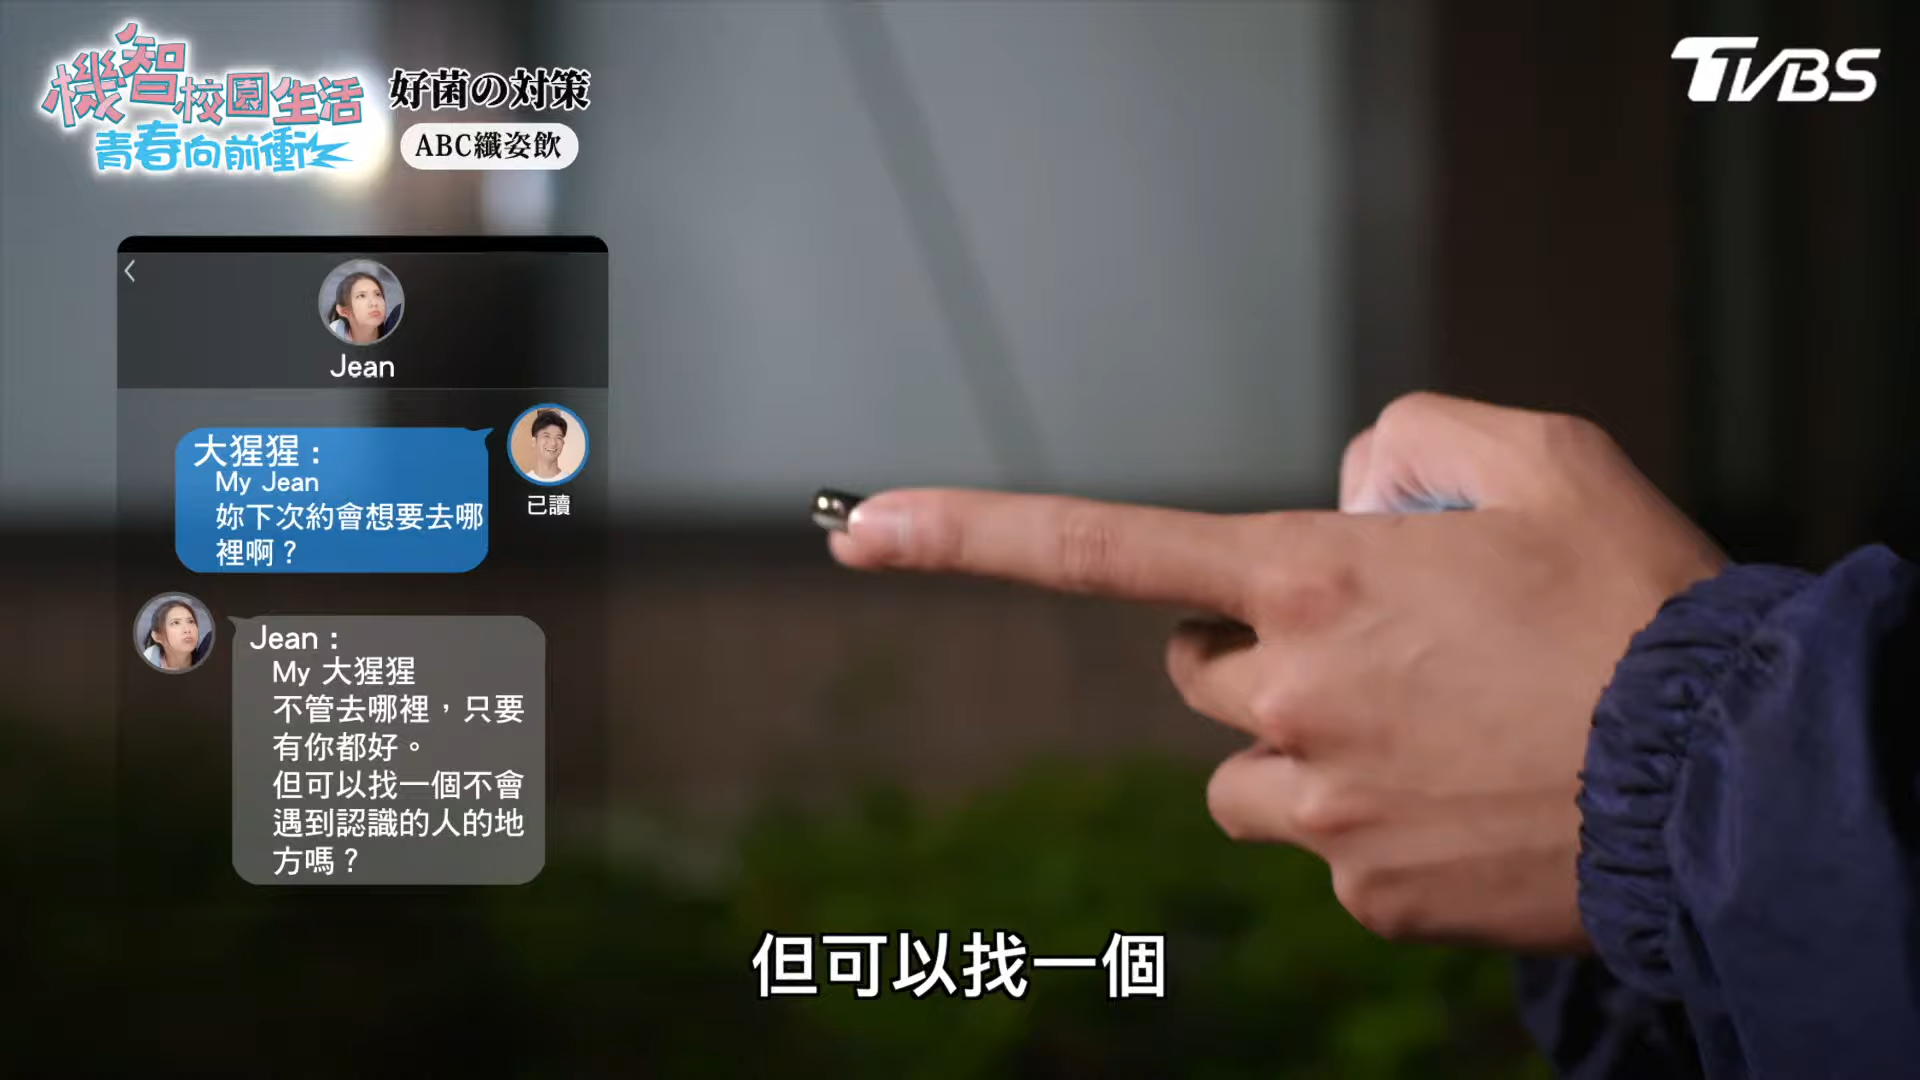 機智校園生活
青春向前衝
好菌の対策
ABC纖姿飲
TVBS
Jean
大猩猩：
My Jean
妳下次約會想要去哪
裡啊？
已讀
Jean：
My 大猩猩
不管去哪裡，只要
有你都好。
但可以找一個不會
遇到認識的人的地
方嗎？
但可以找一個